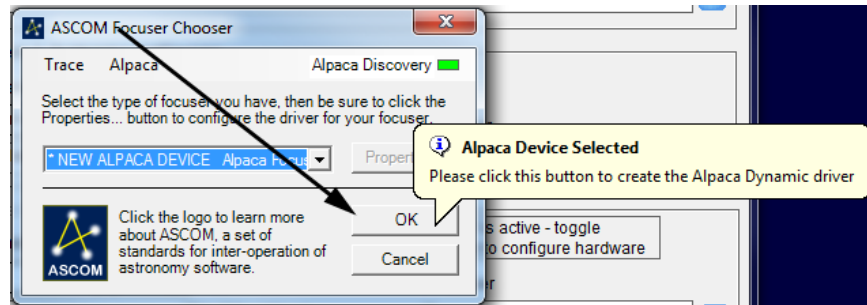 ASCOM Focuser Chooser
Trace Alpaca Alpaca Discovery
Select the type of focuser you have, then be sure to click the
Properties... button to configure the driver for your focuser.
* NEW ALPACA DEVICE Alpaca
Alpaca Device Selected
Please click this button to create the Alpaca Dynamic driver
Click the logo to learn more
about ASCOM, a set of
standards for inter-operation of
astronomy software.
ASCOM
OK
Cancel
active - toggle
to configure hardware